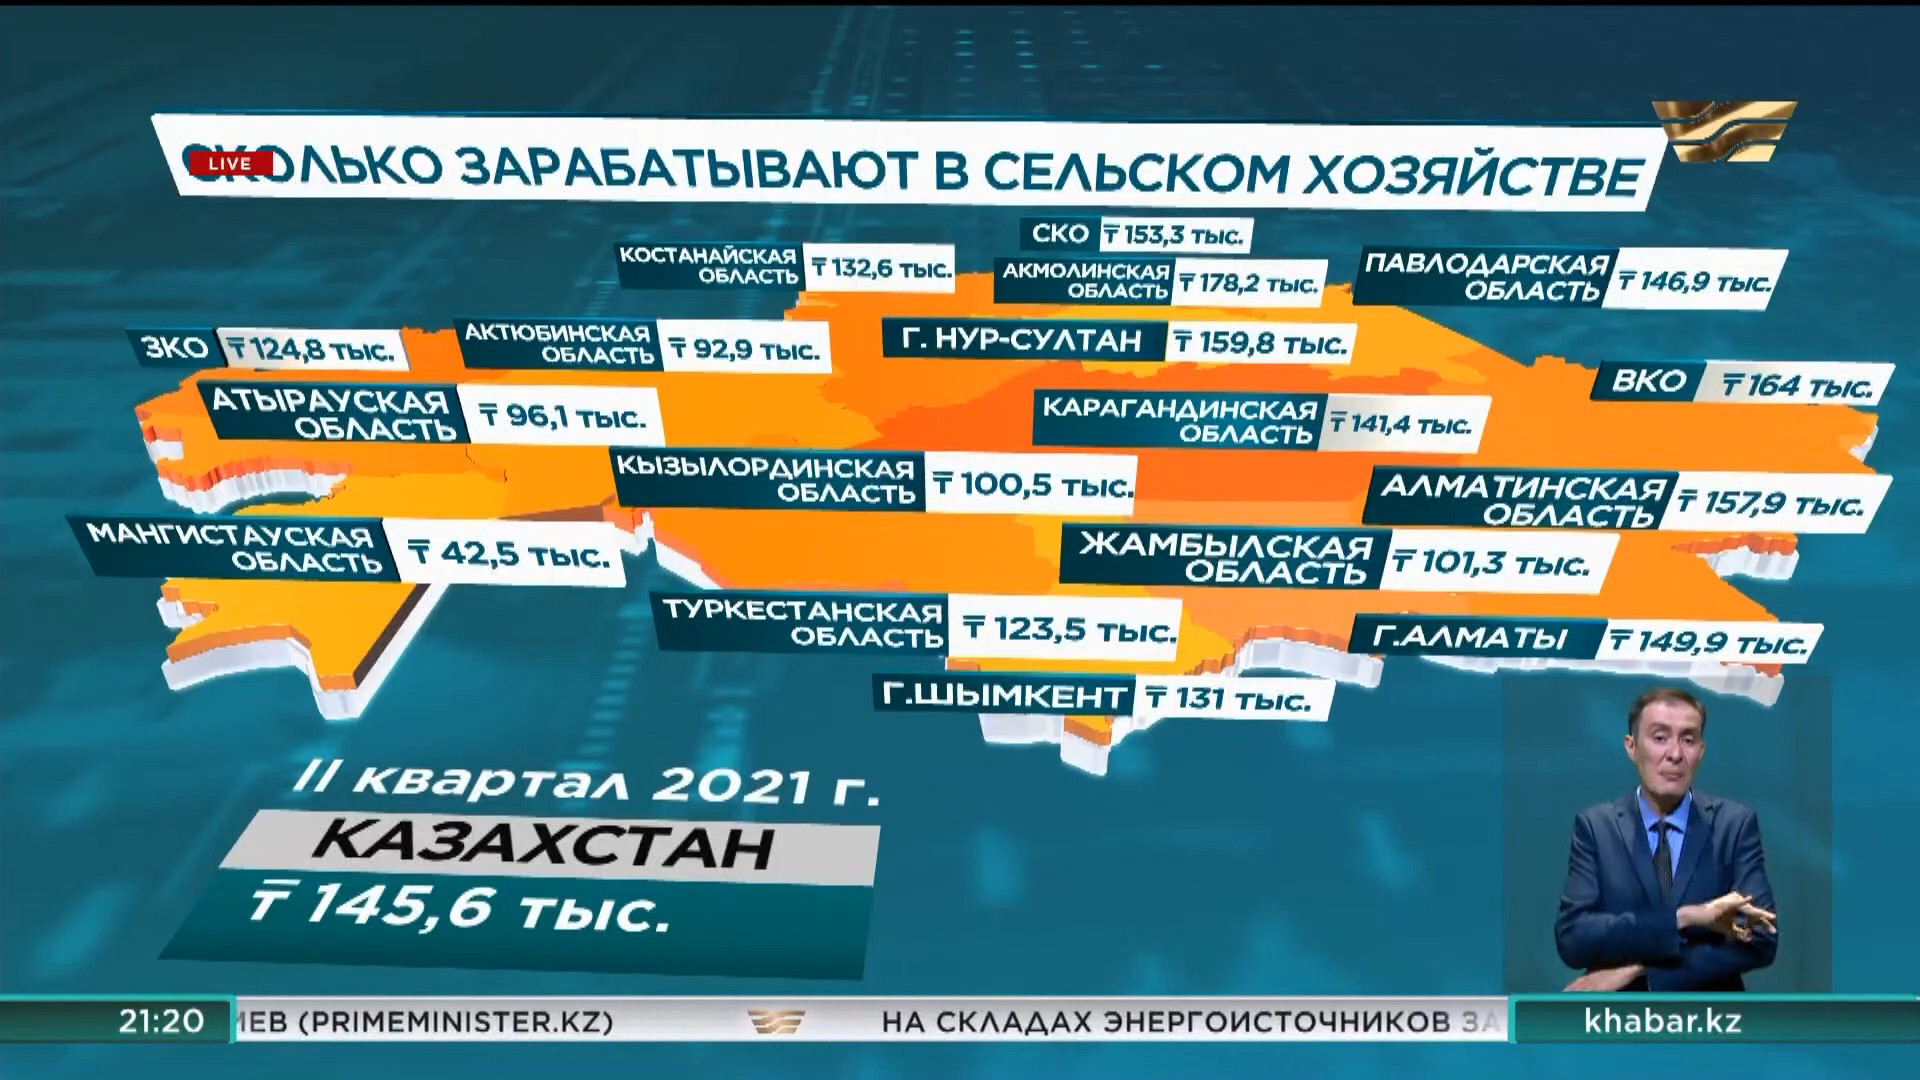 СКОЛЬКО ЗАРАБАТЫВАЮТ В СЕЛЬСКОМ ХОЗЯЙСТВЕ
LIVE
СКО ₸ 153,3 тыс.
КОСТАНАЙСКАЯ
ОБЛАСТЬ
₸ 132,6 тыс.
АКМОЛИНСКАЯ
ОБЛАСТЬ
₸ 178,2 тыс.
ПАВЛОДАРСКАЯ
ОБЛАСТЬ
₸ 146,9 тыс.
ЗКО ₸ 124,8 тыс.
АКТЮБИНСКАЯ
ОБЛАСТЬ
₸ 92,9 тыс.
Г. НУР-СУЛТАН ₸ 159,8 тыс.
ВКО ₸ 164 тыс.
АТЫРАУСКАЯ
ОБЛАСТЬ
₸ 96,1 тыс.
КАРАГАНДИНСКАЯ
ОБЛАСТЬ
₸ 141,4 тыс.
КЫЗЫЛОРДИНСКАЯ
ОБЛАСТЬ
₸ 100,5 тыс.
АЛМАТИНСКАЯ
ОБЛАСТЬ
₸ 157,9 тыс.
МАНГИСТАУСКАЯ
ОБЛАСТЬ
₸ 42,5 тыс.
ЖАМБЫЛСКАЯ
ОБЛАСТЬ
₸ 101,3 тыс.
ТУРКЕСТАНСКАЯ
ОБЛАСТЬ
₸ 123,5 тыс.
Г.АЛМАТЫ ₸ 149,9 тыс.
Г.ШЫМКЕНТ ₸ 131 тыс.
II квартал 2021 г.
КАЗАХСТАН
₸ 145,6 тыс.
21:20 ИЕВ (PRIMEMINISTER.KZ) НА СКЛАДАХ ЭНЕРГОИСТОЧНИКОВ ЗА khabar.kz